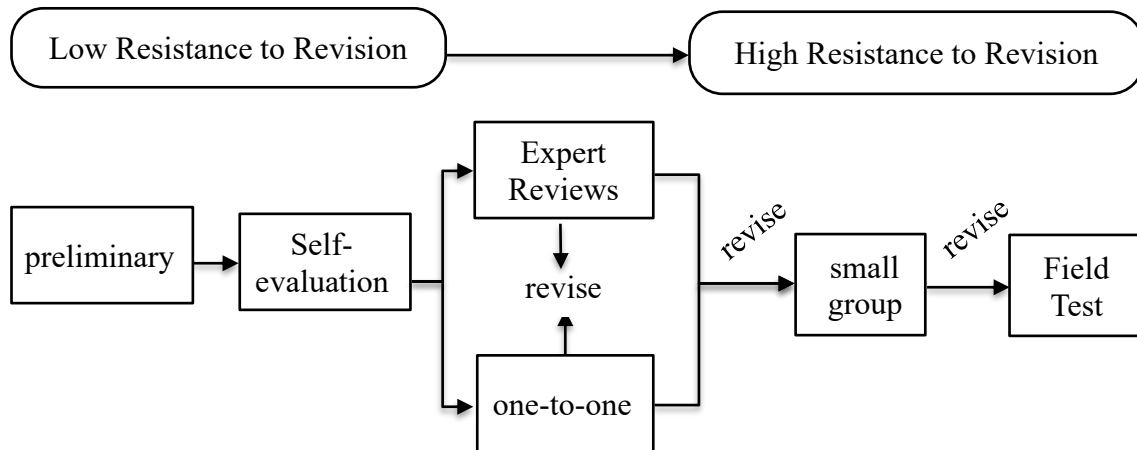 Low Resistance to Revision
High Resistance to Revision
preliminary
Self-
evaluation
Expert
Reviews
revise
one-to-one
revise
small
group
revise
Field
Test